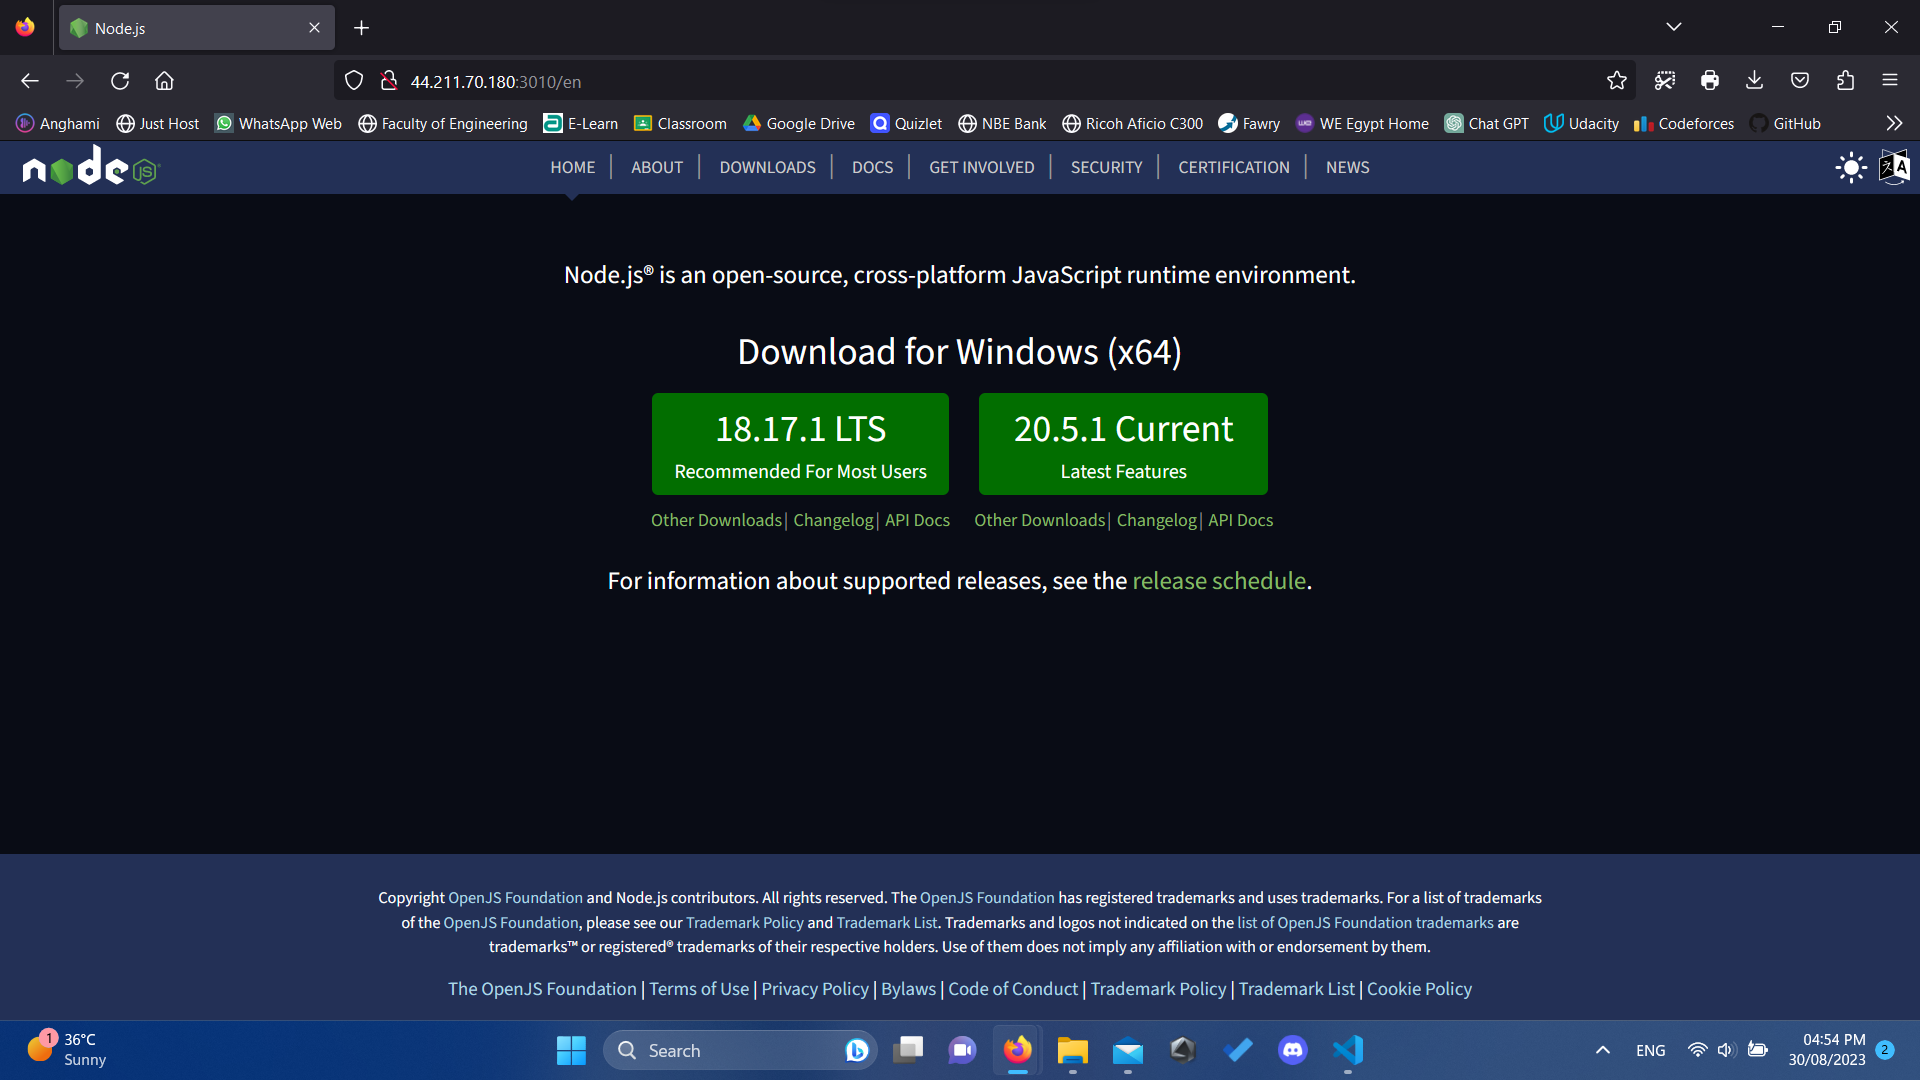 Node.js
44.211.70.180:3010/en
Anghami Just Host WhatsApp Web Faculty of Engineering E-Learn Classroom Google Drive Quizlet NBE Bank Ricoh Aficio C300 Fawry WE Egypt Home Chat GPT Udacity Codeforces GitHub
node JS
HOME | ABOUT | DOWNLOADS | DOCS | GET INVOLVED | SECURITY | CERTIFICATION | NEWS
Node.js® is an open-source, cross-platform JavaScript runtime environment.
Download for Windows (x64)
18.17.1 LTS
Recommended For Most Users
20.5.1 Current
Latest Features
Other Downloads| Changelog| API Docs
Other Downloads| Changelog| API Docs
For information about supported releases, see the release schedule.
Copyright OpenJS Foundation and Node.js contributors. All rights reserved. The OpenJS Foundation has registered trademarks and uses trademarks. For a list of trademarks
of the OpenJS Foundation, please see our Trademark Policy and Trademark List. Trademarks and logos not indicated on the list of OpenJS Foundation trademarks are
trademarks™ or registered® trademarks of their respective holders. Use of them does not imply any affiliation with or endorsement by them.
The OpenJS Foundation | Terms of Use | Privacy Policy | Bylaws | Code of Conduct | Trademark Policy | Trademark List | Cookie Policy
1
36°C
Sunny
Search
ENG
04:54 PM
30/08/2023
2